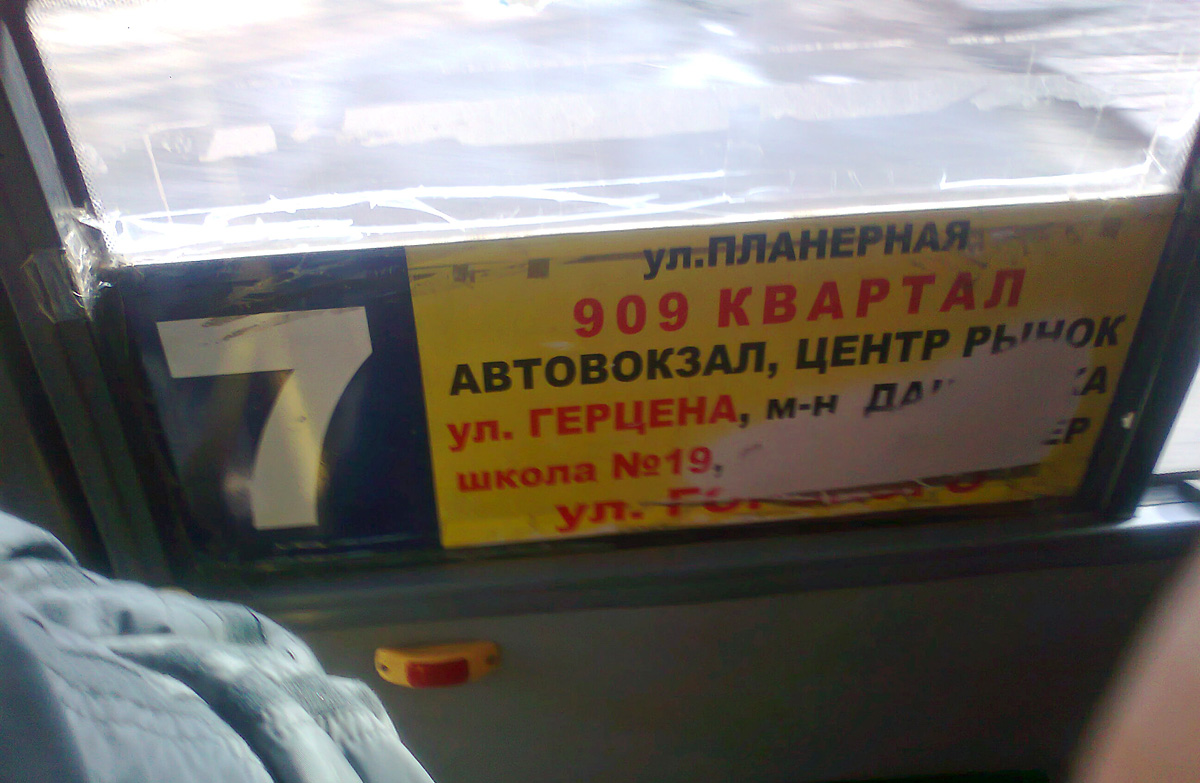 7
ул.ПЛАНЕРНАЯ
909 КВАРТАЛ
АВТОВОКЗАЛ, ЦЕНТР РЫНОК
ул. ГЕРЦЕНА, м-н
школа №19,
ул.